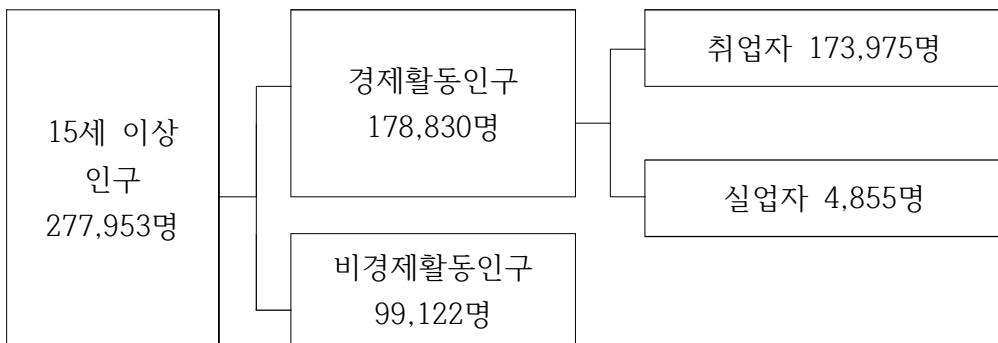 15세 이상
인구
277,953명
경제활동인구
178,830명
비경제활동인구
99,122명
취업자 173,975명
실업자 4,855명